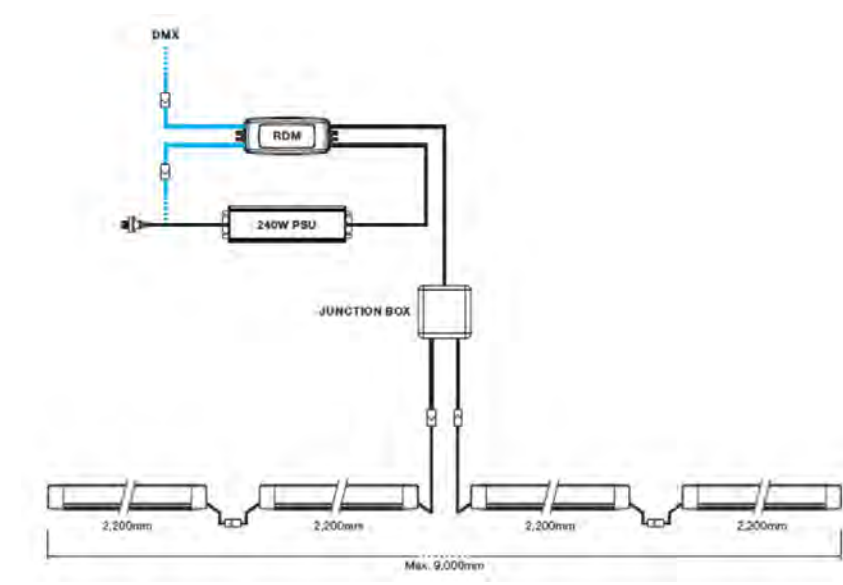 DMX
RDM
240W PSU
JUNCTION BOX
2,200mm
2,200mm
2,200mm
2,200mm
Max. 9,000mm